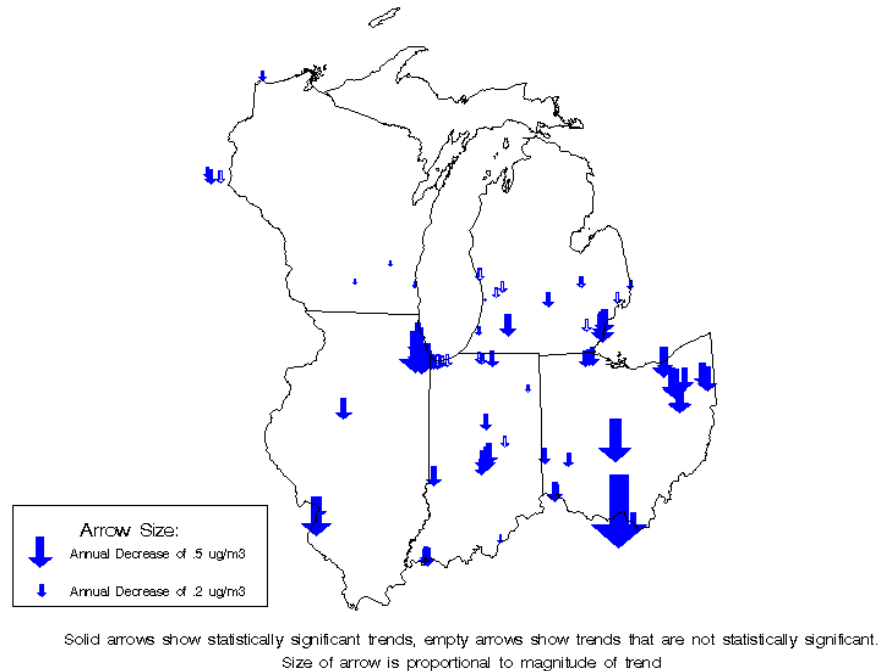 Arrow Size:
Annual Decrease of .5 ug/m3
Annual Decrease of .2 ug/m3
Solid arrows show statistically significant trends, empty arrows show trends that are not statistically significant.
Size of arrow is proportional to magnitude of trend